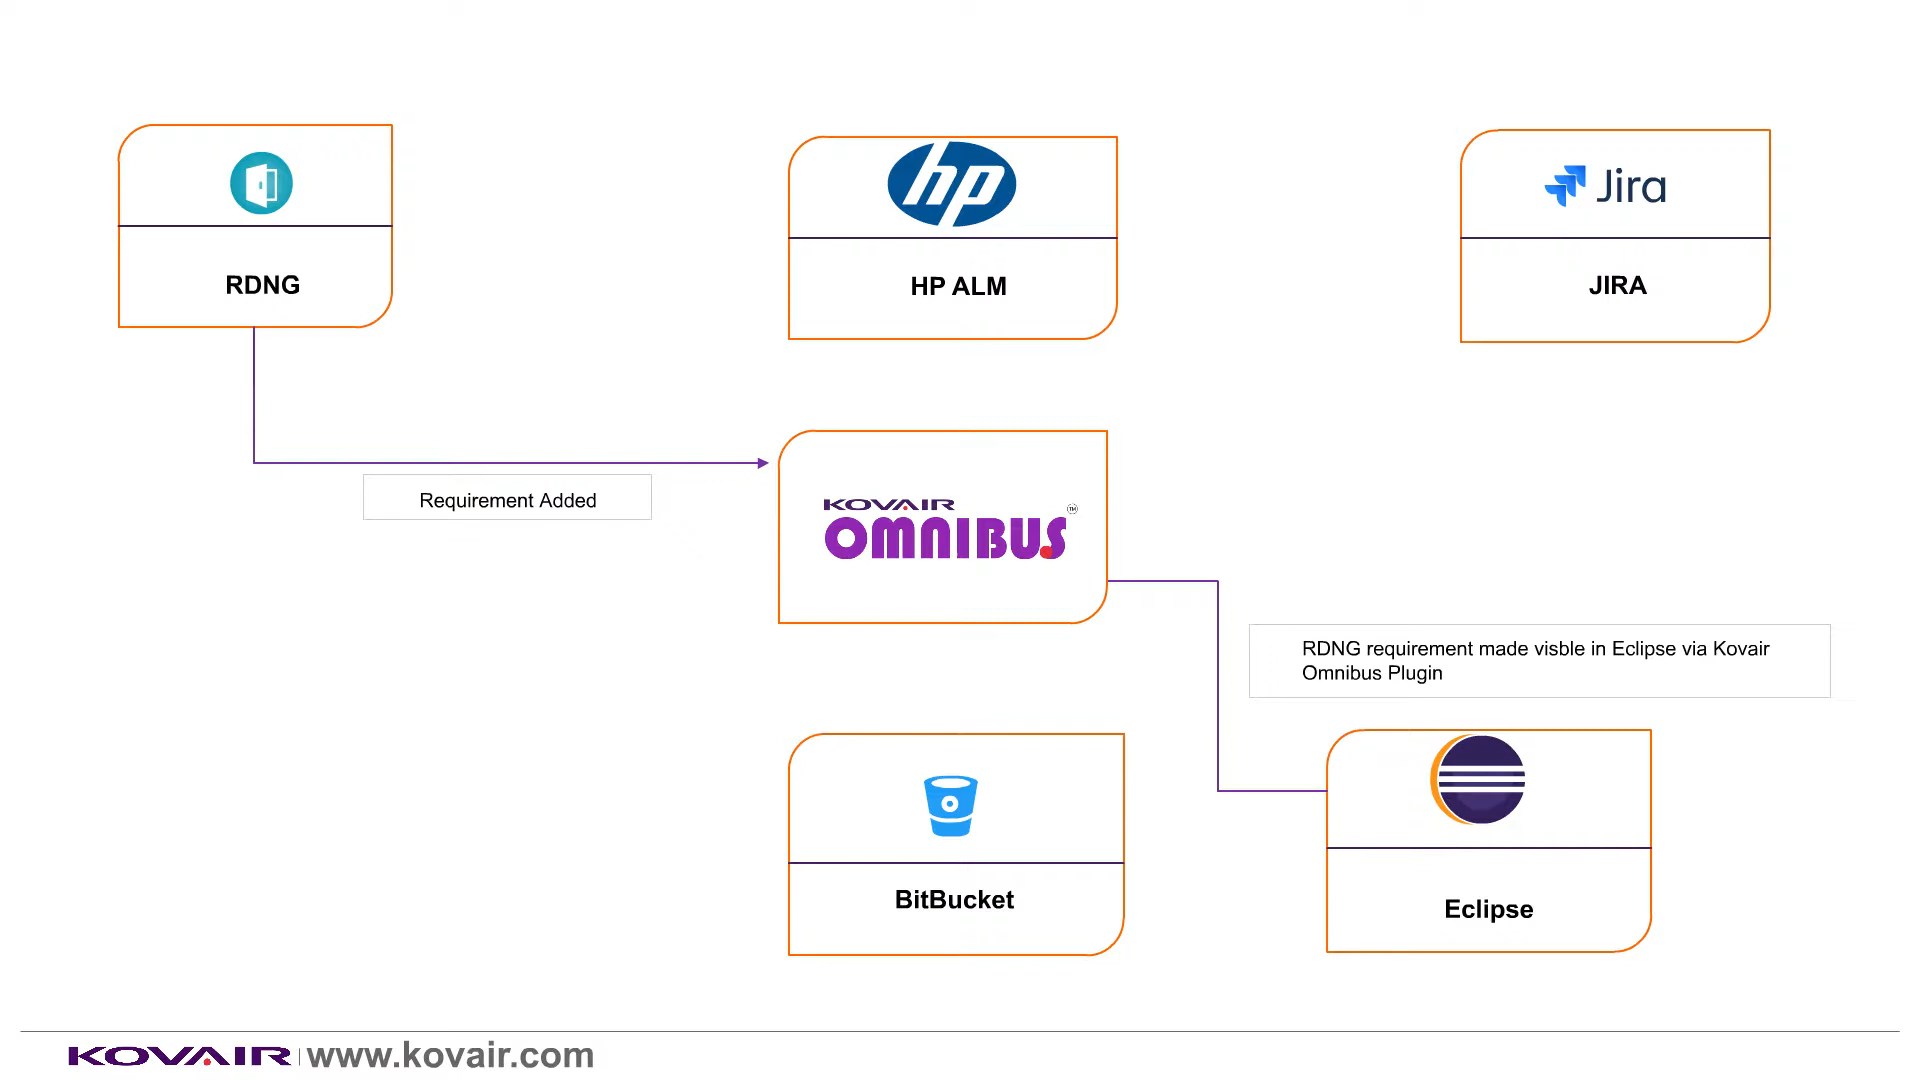 hp
Jira
RDNG
HP ALM
JIRA
Requirement Added
KOVAIR
OMNIBUS TM
RDNG requirement made visble in Eclipse via Kovair
Omnibus Plugin
BitBucket
Eclipse
KOVAIR www.kovair.com